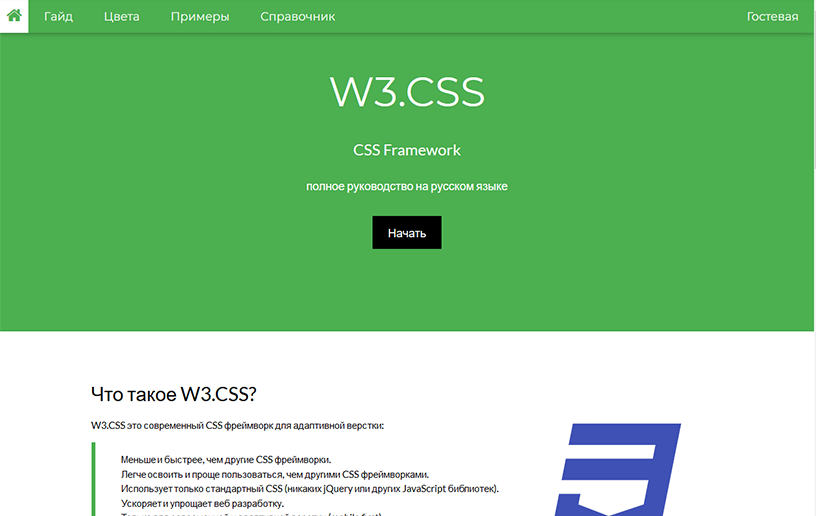 Гайд Цвета Примеры Справочник Гостевая
W3.CSS
CSS Framework
полное руководство на русском языке
Начать
Что такое W3.CSS?
W3.CSS это современный CSS фреймворк для адаптивной верстки:
Меньше и быстрее, чем другие CSS фреймворки.
Легче освоить и проще пользоваться, чем другими CSS фреймворками.
Использует только стандартный CSS (никаких jQuery или других JavaScript библиотек).
Ускоряет и упрощает веб разработку.